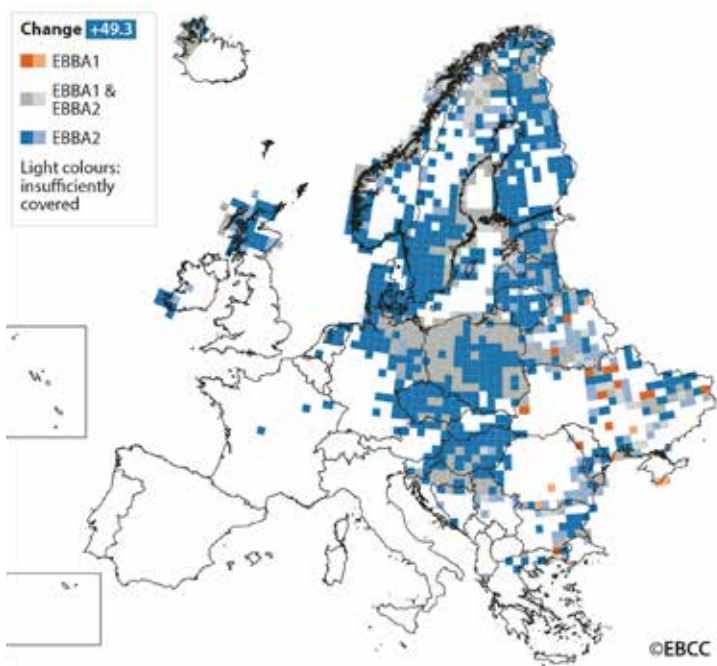 Change +49.3
EBBA1
EBBA1 &
EBBA2
EBBA2
Light colours:
insufficiently
covered
©EBCC